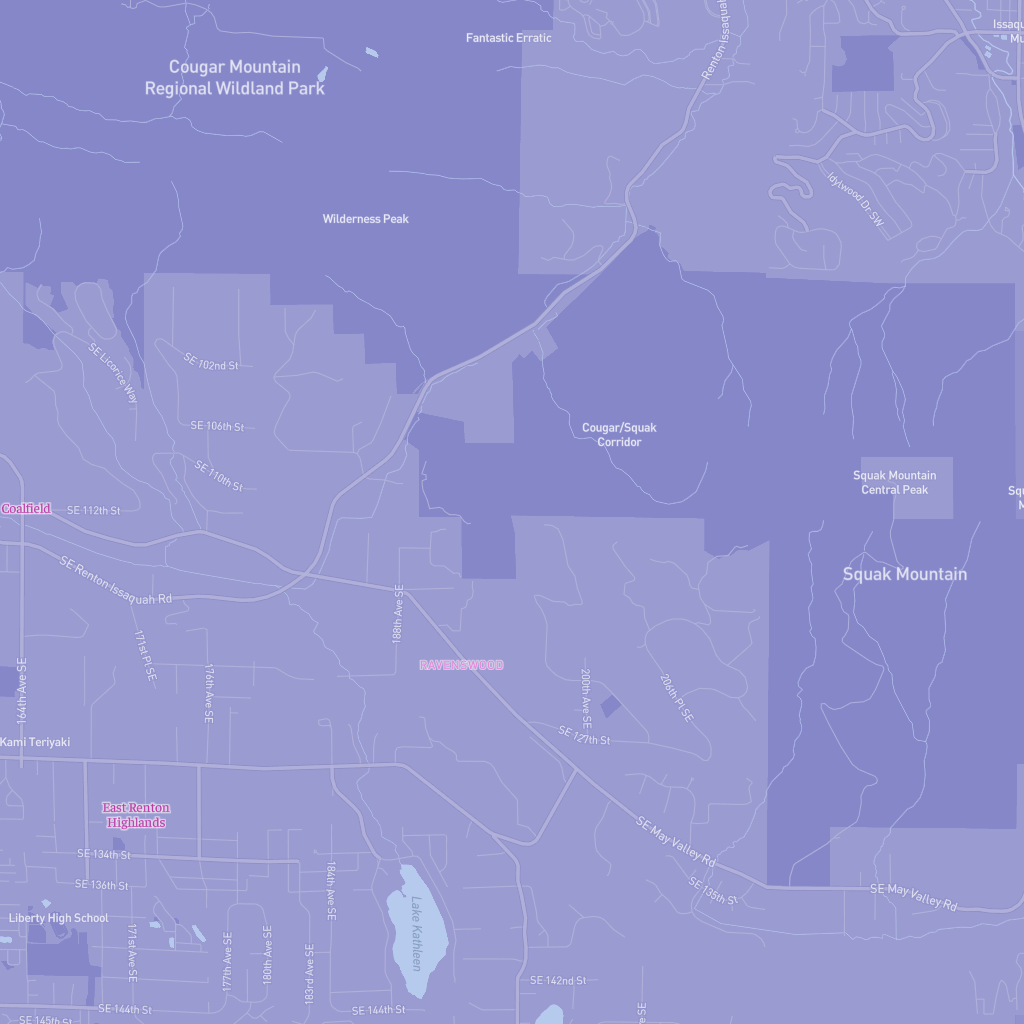 Fantastic Erratic
Renton-Issaquah
Issaqu
Mu
Cougar Mountain
Regional Wildland Park
Idylwood Dr SW
Wilderness Peak
SE Licorice Way
SE 102nd St
SE 106th St
SE 110th St
Cougar/Squak
Corridor
Squak Mountain
Central Peak
Squ
M
Coalfield
SE 112th St
SE Renton-Issaquah Rd
Squak Mountain
188th Ave SE
171st Pl SE
176th Ave SE
164th Ave SE
RAVENSWOOD
200th Ave SE
206th Pl SE
SE 127th St
Kami Teriyaki
East Renton
Highlands
SE May Valley Rd
SE 134th St
SE 136th St
184th Ave SE
SE 135th St
SE May Valley Rd
Liberty High School
171st Ave SE
177th Ave SE
180th Ave SE
183rd Ave SE
Lake Kathleen
SE 142nd St
SE 144th St
SE 144th St
SE 145th St
e SE